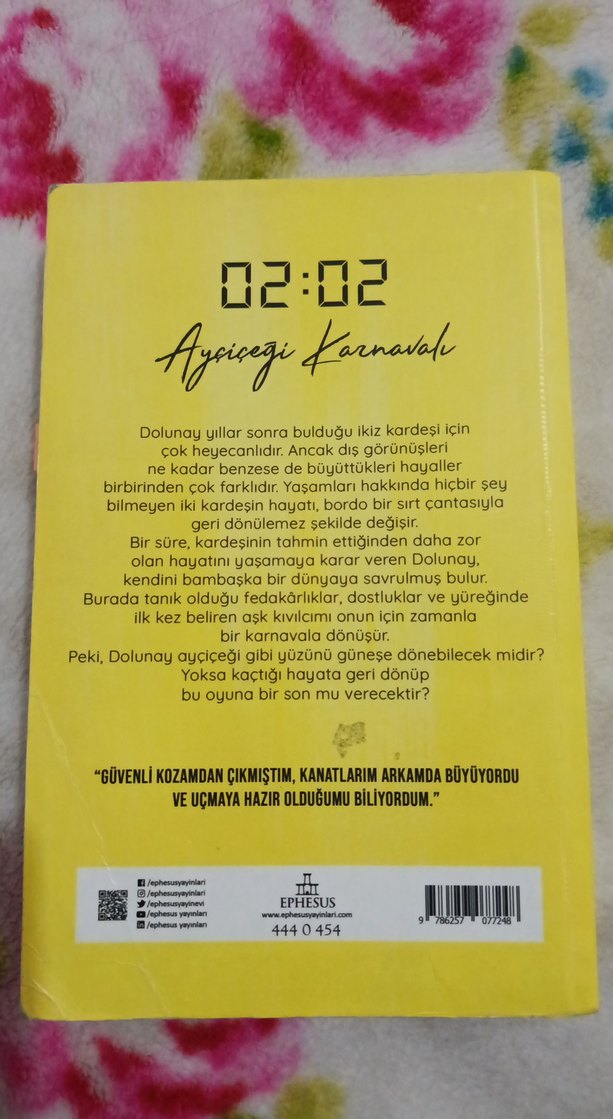 02:02
Ayçiçeği Karnavalı
Dolunay yıllar sonra bulduğu ikiz kardeşi için
çok heyecanlıdır. Ancak dış görünüşleri
ne kadar benzese de büyüttükleri hayaller
birbirinden çok farklıdır. Yaşamları hakkında hiçbir şey
bilmeyen iki kardeşin hayatı, bordo bir sırt çantasıyla
geri dönülemez şekilde değişir.
Bir süre, kardeşinin tahmin ettiğinden daha zor
olan hayatını yaşamaya karar veren Dolunay,
kendini bambaşka bir dünyaya savrulmuş bulur.
Burada tanık olduğu fedakârlıklar, dostluklar ve yüreğinde
ilk kez beliren aşk kıvılcımı onun için zamanla
bir karnavala dönüşür.
Peki, Dolunay ayçiçeği gibi yüzünü güneşe dönebilecek midir?
Yoksa kaçtığı hayata geri dönüp
bu oyuna bir son mu verecektir?
"GÜVENLİ KOZAMDAN ÇIKMIŞTIM, KANATLARIM ARKAMDA BÜYÜYORDU
VE UÇMAYA HAZIR OLDUĞUMU BİLİYORDUM."
/ephesusyayinlari
/ephesusyayinlari
/ephesusyayinevi
/ephesus yayınları
/ephesus yayınları
EPHESUS
www.ephesusyayinlari.com
444 0 454
9 786257 077248